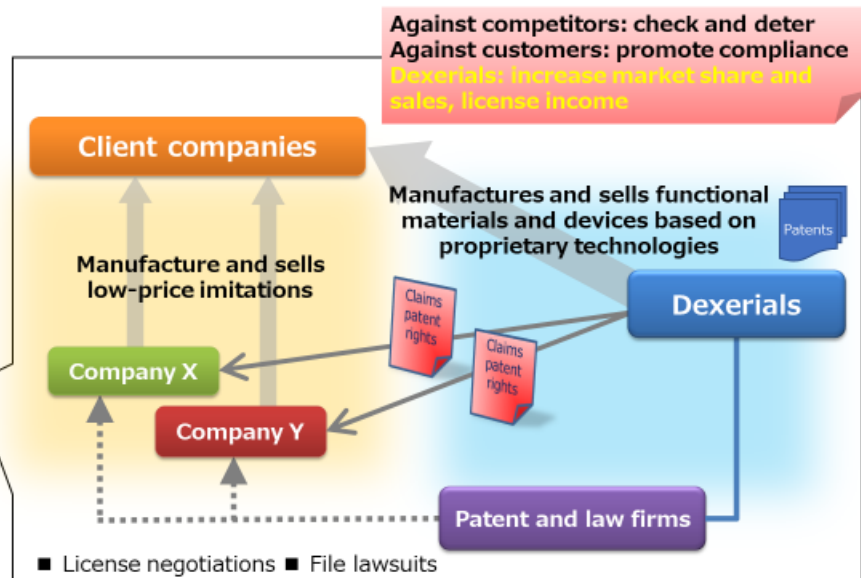 Against competitors: check and deter
Against customers: promote compliance
Dexerials: increase market share and
sales, license income
Client companies
Manufactures and sells functional
materials and devices based on
proprietary technologies
Patents
Manufacture and sells
low-price imitations
Dexerials
Claims
patent
rights
Claims
patent
rights
Company X
Company Y
Patent and law firms
■ License negotiations ■ File lawsuits